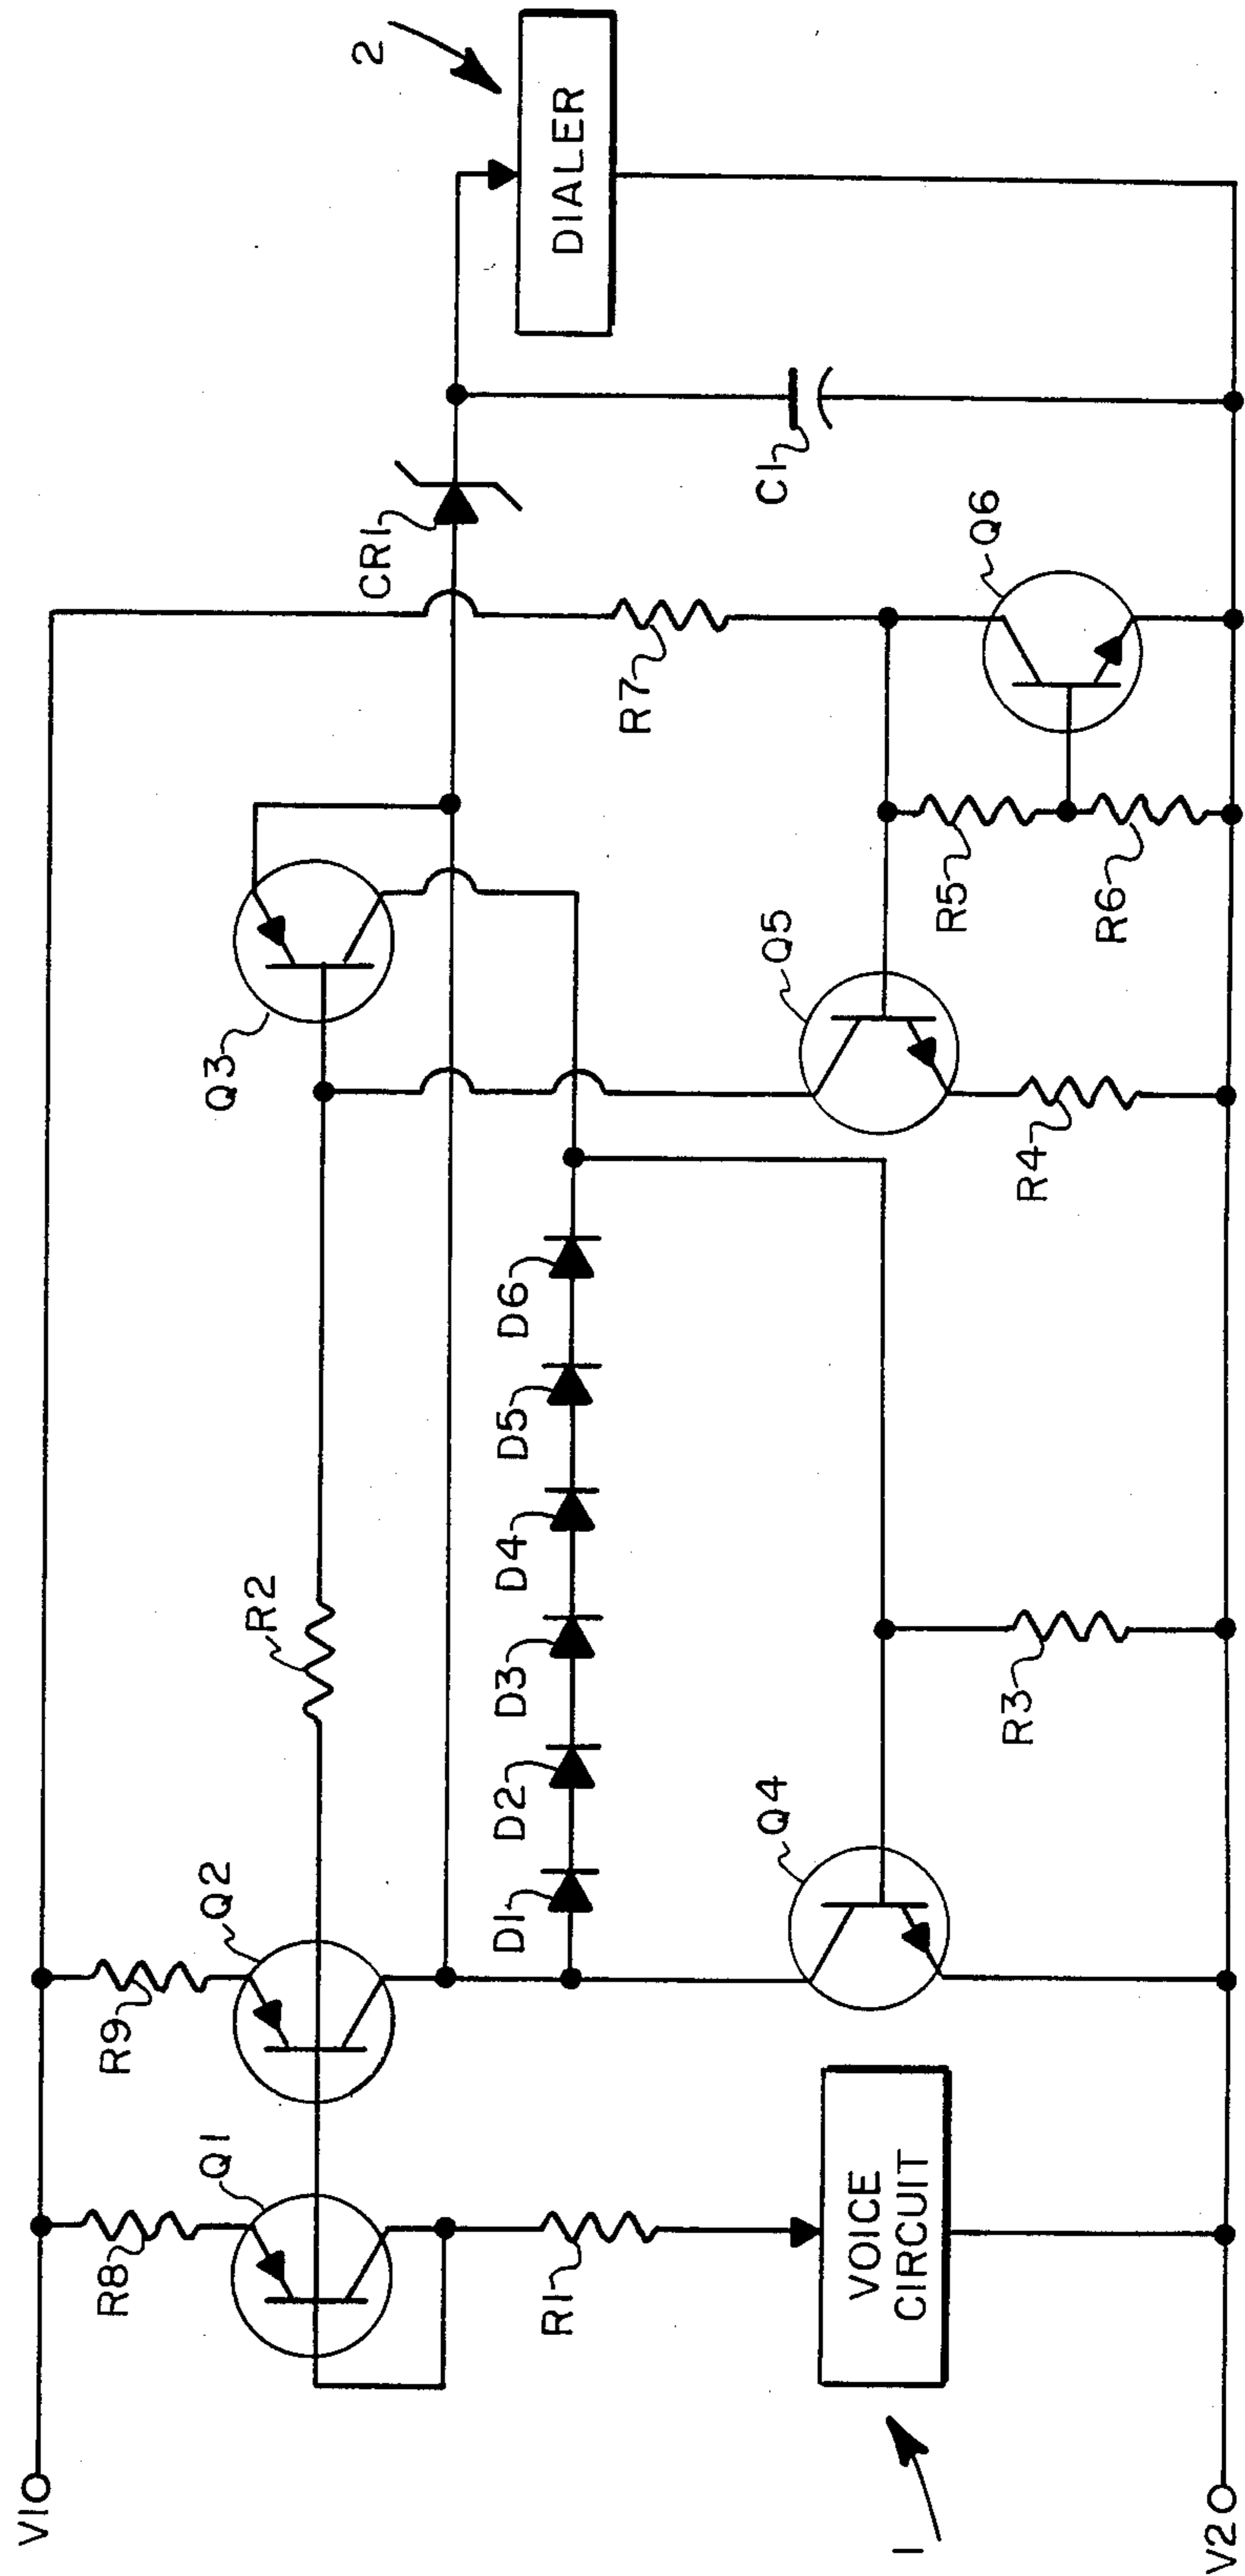 V1
R8
R9
Q1
Q2
Q3
R2
2
CR1
D1
D2
D3
D4
D5
D6
R1
DIALER
R7
Q4
Q5
C1
VOICE
CIRCUIT
1
R5
Q6
R3
R4
R6
V2